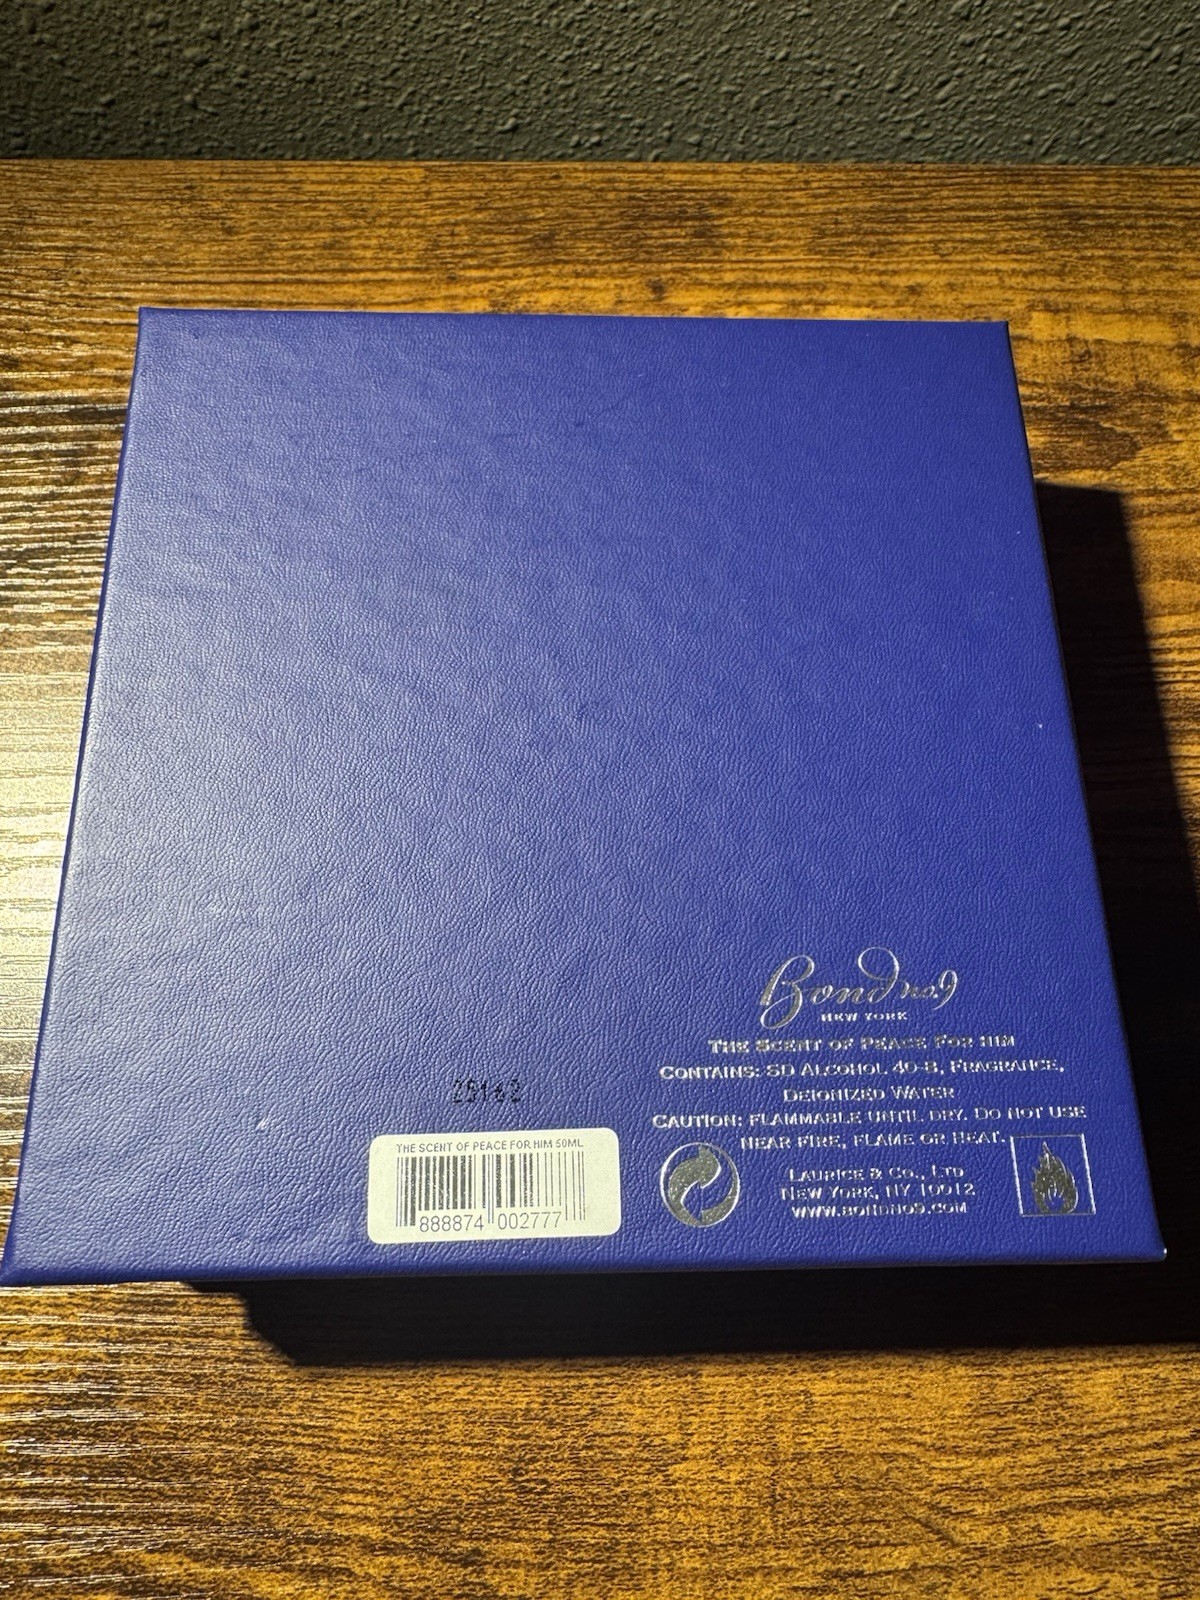 Bond no.9
NEW YORK
THE SCENT OF PEACE FOR HIM
CONTAINS: SD ALCOHOL 40-B, FRAGRANCE,
DEIONIZED WATER
CAUTION: FLAMMABLE UNTIL DRY. DO NOT USE
NEAR FIRE, FLAME OR HEAT.
LAURICE & CO., LTD
NEW YORK, NY 10012
WWW.BONDNO9.COM
THE SCENT OF PEACE FOR HIM 50ML
888874 002777